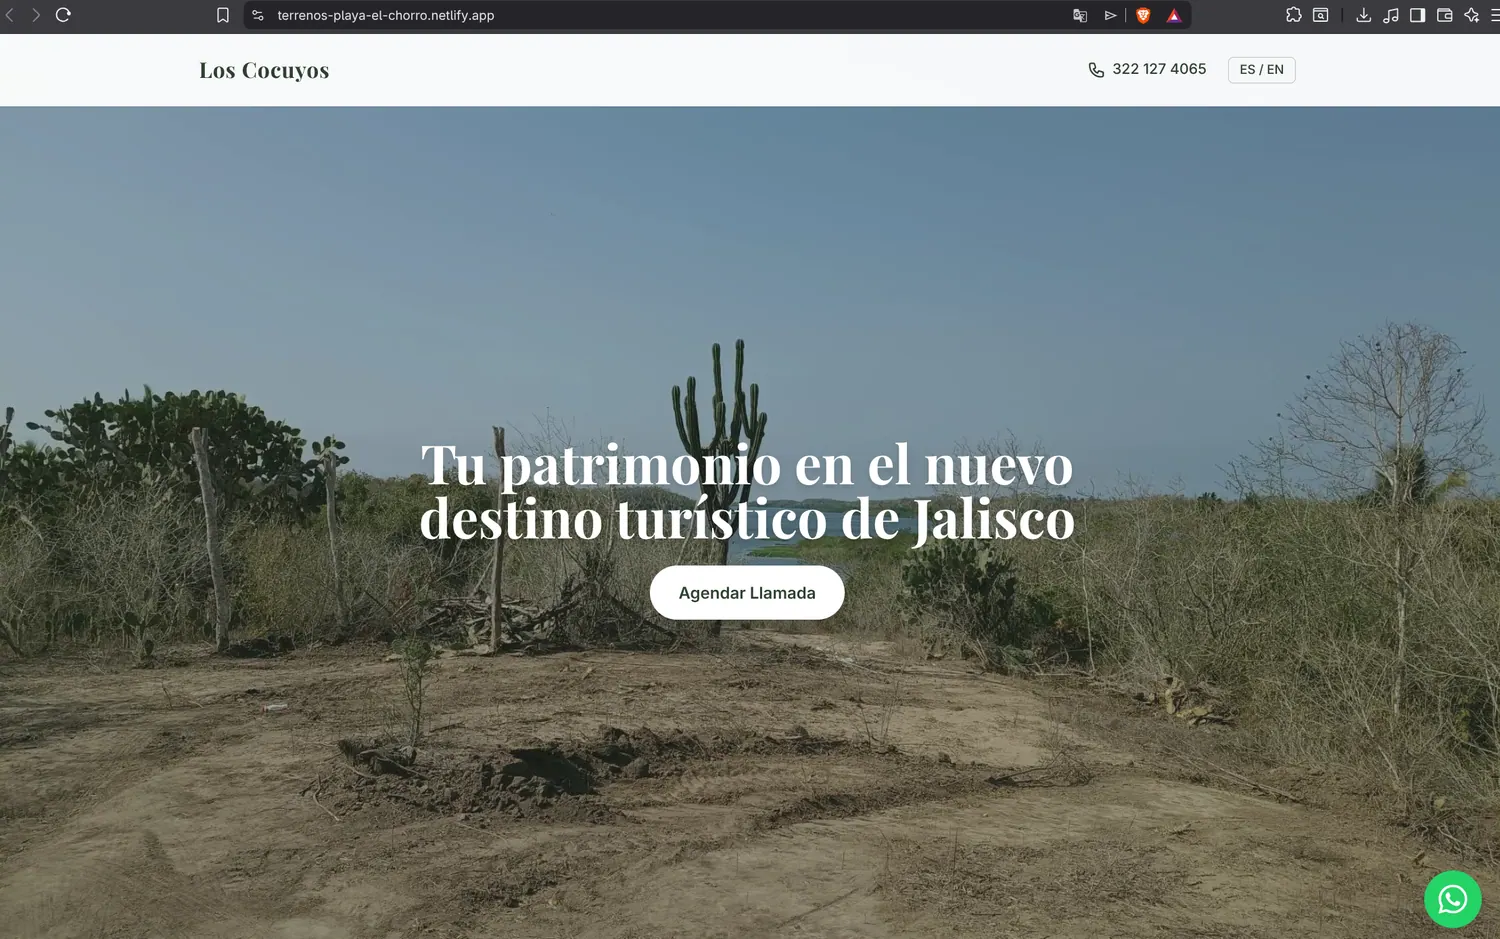 terrenos-playa-el-chorro.netlify.app
Los Cocuyos
322 127 4065
ES / EN
Tu patrimonio en el nuevo
destino turístico de Jalisco
Agendar Llamada